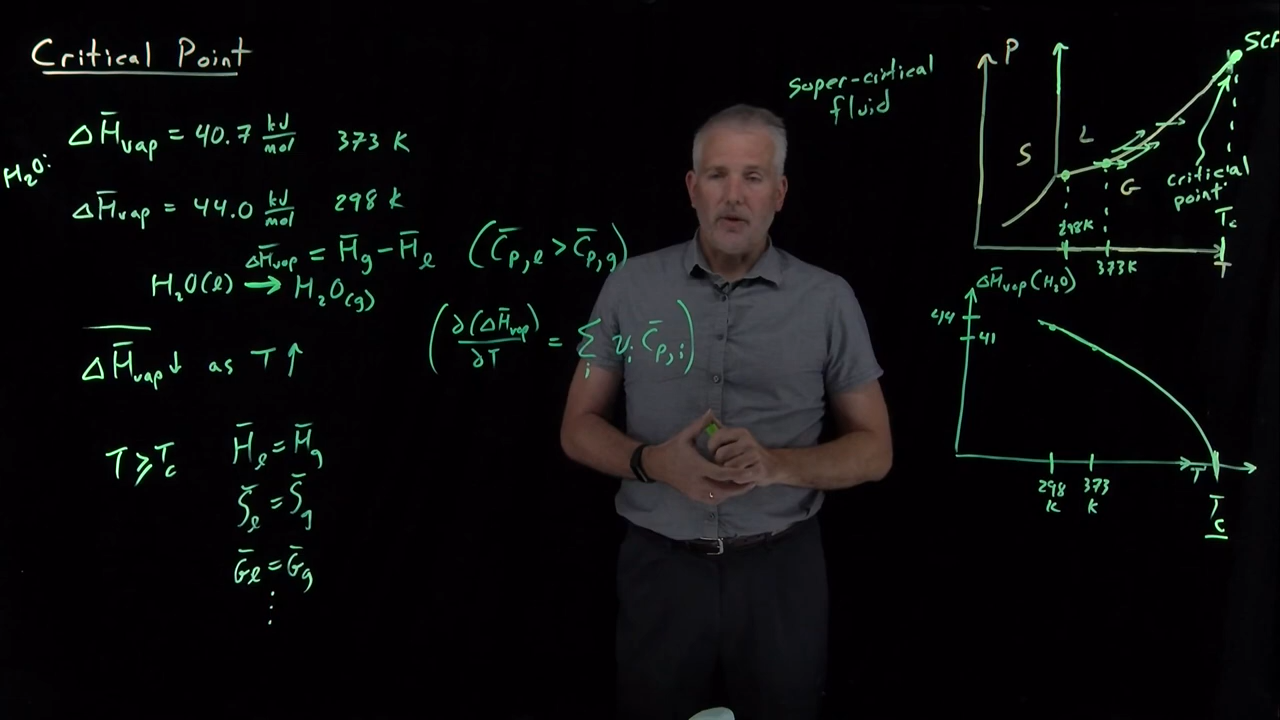 Critical Point
H₂O:
ΔH̄vap = 40.7 kJ/mol 373 K
ΔH̄vap = 44.0 kJ/mol 298 K
ΔH̄vap = H̄g − H̄ℓ (C̄p,ℓ > C̄p,g)
H₂O(ℓ) → H₂O(g)
(∂(ΔH̄vap)/∂T = Σi νi C̄p,i)
ΔH̄vap↓ as T↑
T ≥ Tc
H̄ℓ = H̄g
S̄ℓ = S̄g
Ḡℓ = Ḡg
⋮
super-critical
fluid
P
S
L
G
critical
point
298K
373K
Tc
T
ΔH̄vap (H₂O)
44
41
298
K
373
K
T
Tc